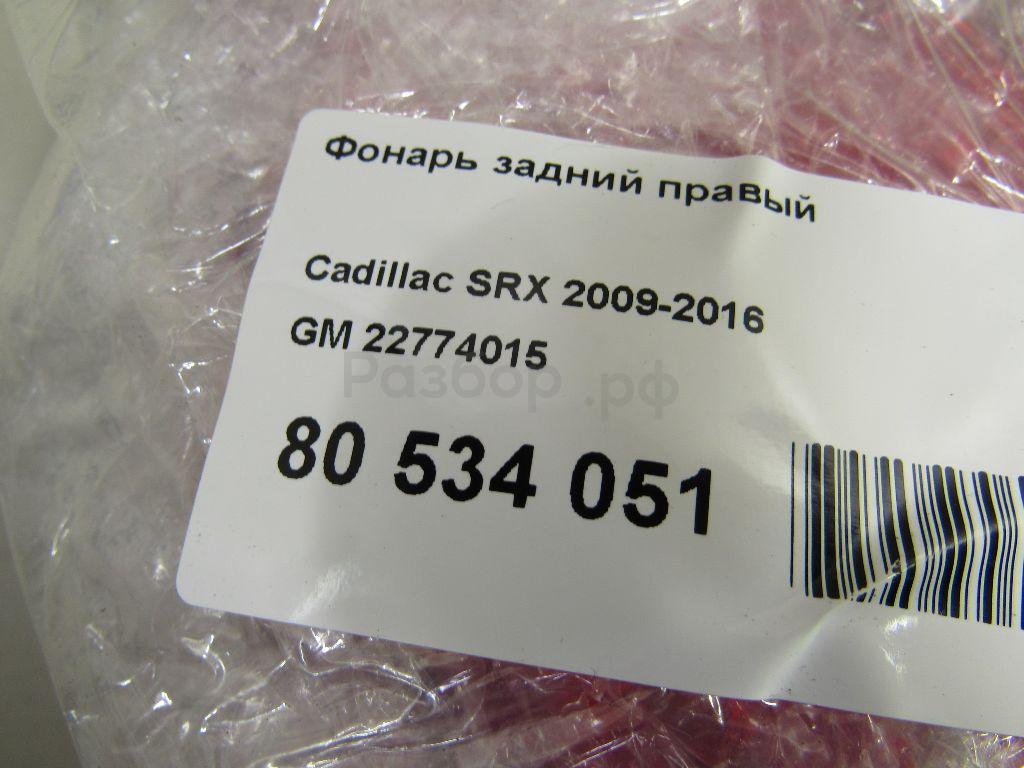 Фонарь задний правый
Cadillac SRX 2009-2016
GM 22774015
Разбор.рф
80 534 051